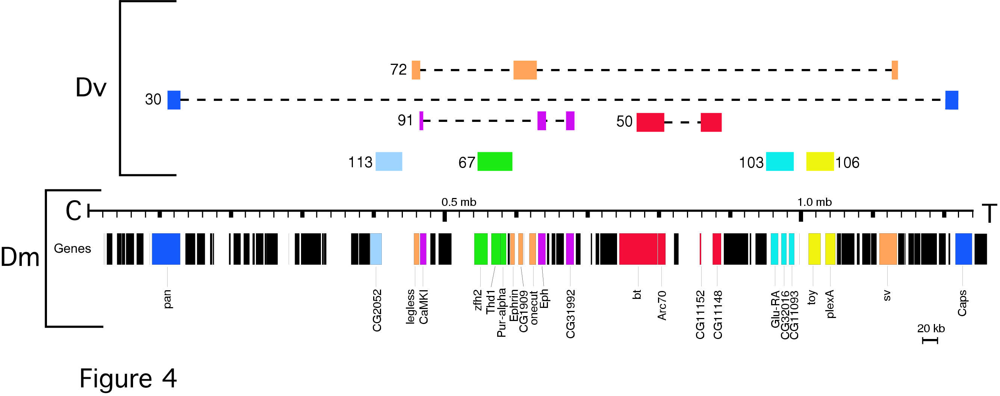 72
Dv
30
91
50
113
67
103
106
0.5 mb
1.0 mb
C
T
Genes
Dm
pan
CG2052
legless
CaMKI
zfh2
Thd1
Pur-alpha
Ephrin
CG1909
onecut
Eph
CG31992
bt
Arc70
CG11152
CG11148
Glu-RA
CG32016
CG11093
toy
plexA
sv
Caps
20 kb
Figure 4